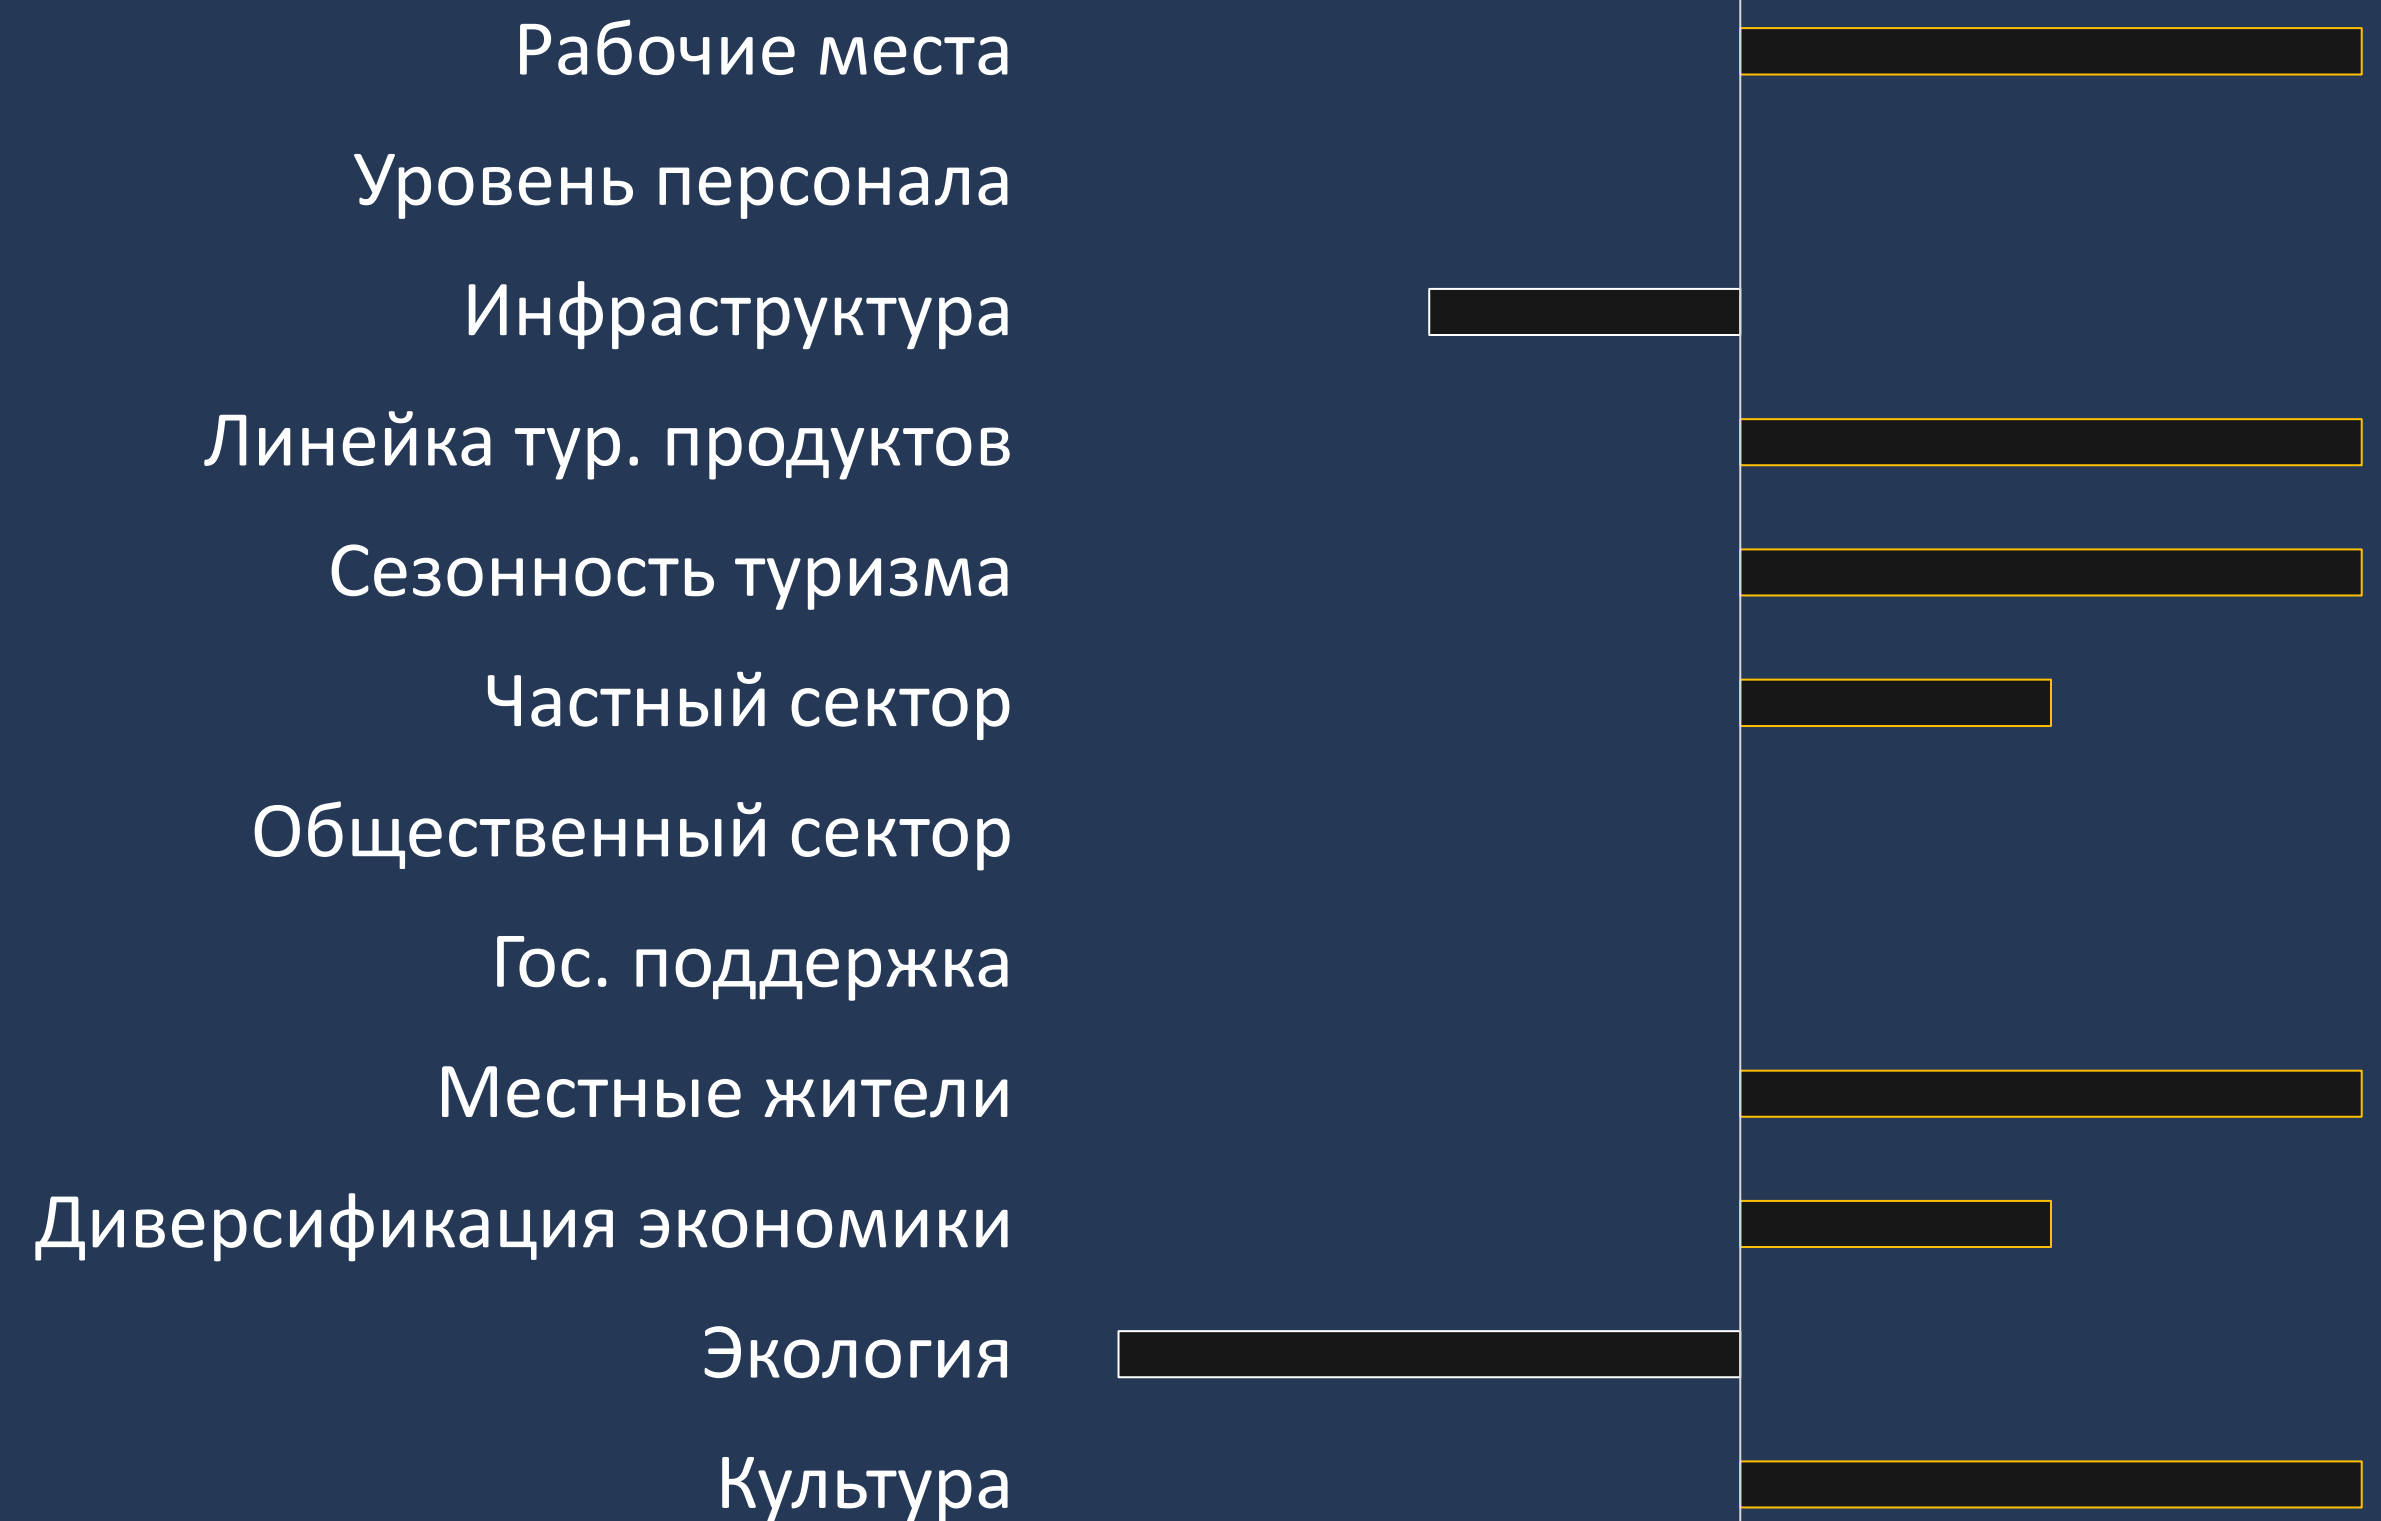 Рабочие места
Уровень персонала
Инфраструктура
Линейка тур. продуктов
Сезонность туризма
Частный сектор
Общественный сектор
Гос. поддержка
Местные жители
Диверсификация экономики
Экология
Культура